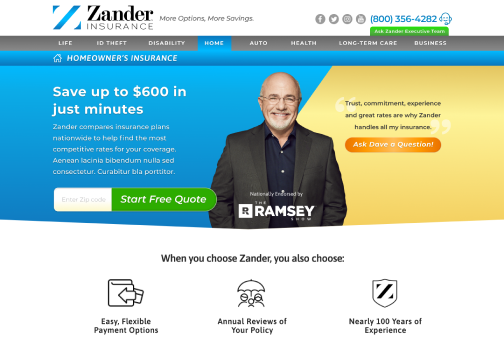 Zander
INSURANCE
More Options, More Savings.
(800) 356-4282
Ask Zander Executive Team
LIFE ID THEFT DISABILITY HOME AUTO HEALTH LONG-TERM CARE BUSINESS
HOMEOWNER'S INSURANCE
Save up to $600 in
just minutes
Zander compares insurance plans
nationwide to help find the most
competitive rates for your coverage.
Aenean lacinia bibendum nulla sed
consectetur. Curabitur bla porttitor.
Enter Zip code
Start Free Quote
Nationally Endorsed by
THE
RAMSEY
SHOW
Trust, commitment, experience
and great rates are why Zander
handles all my insurance.
Ask Dave a Question!
When you choose Zander, you also choose:
Easy, Flexible
Payment Options
Annual Reviews of
Your Policy
Nearly 100 Years of
Experience